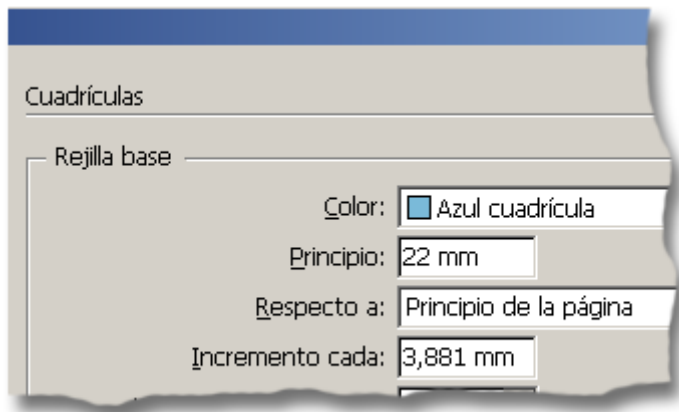 Cuadrículas
Rejilla base
Color: Azul cuadrícula
Principio: 22 mm
Respecto a: Principio de la página
Incremento cada: 3,881 mm